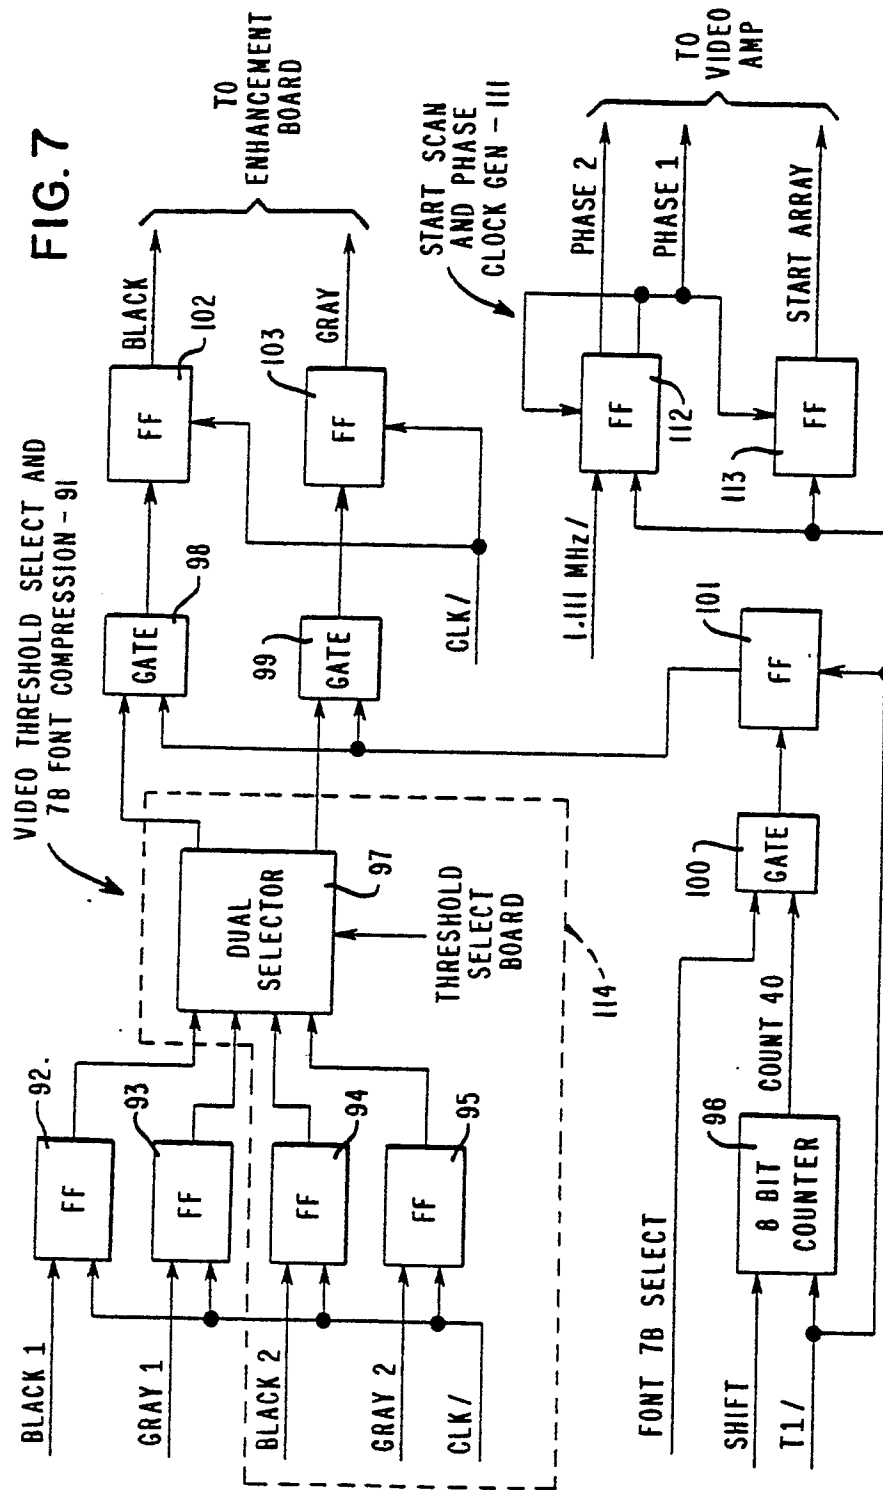 FIG. 7
VIDEO THRESHOLD SELECT AND
7B FONT COMPRESSION - 91
BLACK 1
GRAY 1
BLACK 2
GRAY 2
CLK/
FF
92.
FF
93
FF
94
FF
95
DUAL
SELECTOR
97
THRESHOLD
SELECT
BOARD
114
GATE
98
GATE
99
CLK/
FF
102
FF
103
BLACK
GRAY
TO
ENHANCEMENT
BOARD
FONT 7B SELECT
SHIFT
T1/
8 BIT
COUNTER
96
COUNT 40
GATE
100
FF
101
1.111 MHz/
START SCAN
AND PHASE
CLOCK GEN - 111
FF
112
FF
113
PHASE 2
PHASE 1
START ARRAY
TO
VIDEO
AMP